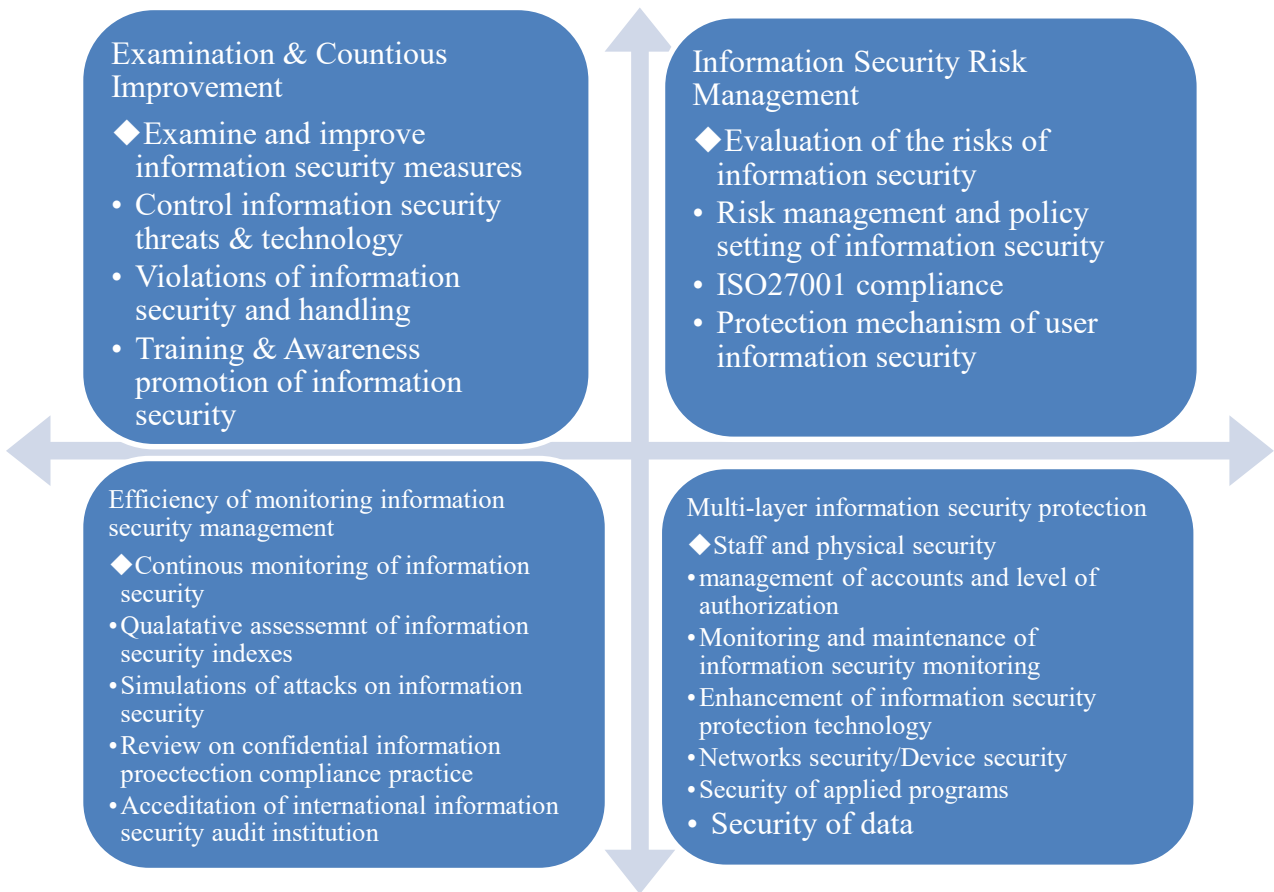 Examination & Countious
Improvement
◆Examine and improve
information security measures
• Control information security
threats & technology
• Violations of information
security and handling
• Training & Awareness
promotion of information
security
Information Security Risk
Management
◆Evaluation of the risks of
information security
• Risk management and policy
setting of information security
• ISO27001 compliance
• Protection mechanism of user
information security
Efficiency of monitoring information
security management
◆Continous monitoring of information
security
•Qualatative assessemnt of information
security indexes
•Simulations of attacks on information
security
•Review on confidential information
proectection compliance practice
•Acceditation of international information
security audit institution
Multi-layer information security protection
◆Staff and physical security
•management of accounts and level of
authorization
•Monitoring and maintenance of
information security monitoring
•Enhancement of information security
protection technology
•Networks security/Device security
•Security of applied programs
• Security of data